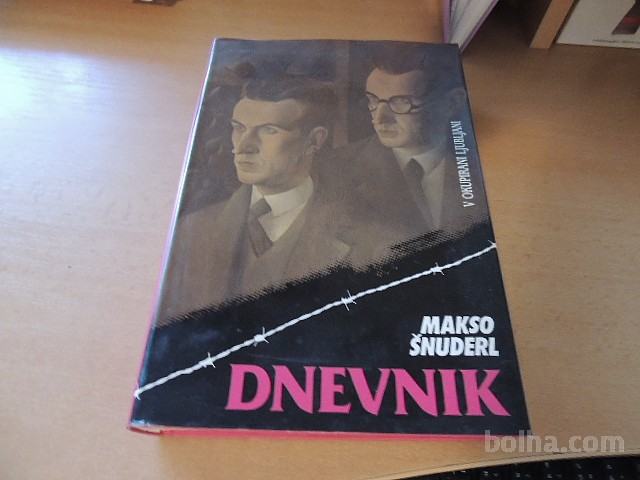 V OKUPIRANI LJUBLJANI
MAKSO
ŠNUDERL
DNEVNIK
bolha.com